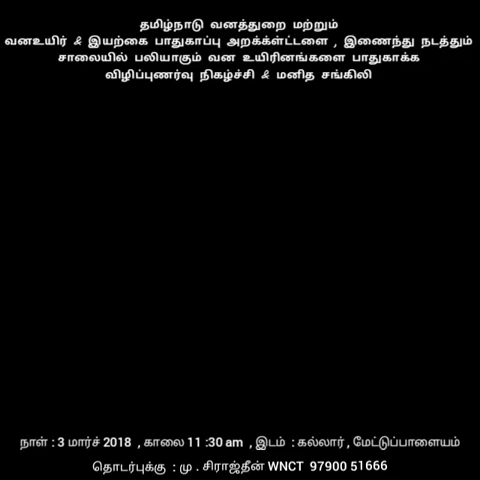 தமிழ்நாடு வனத்துறை மற்றும்
வனஉயிர் & இயற்கை பாதுகாப்பு அறக்க்ள்ட்டளை , இணைந்து நடத்தும்
சாலையில் பலியாகும் வன உயிரினங்களை பாதுகாக்க
விழிப்புணர்வு நிகழ்ச்சி & மனித சங்கிலி
நாள் : 3 மார்ச் 2018 , காலை 11 :30 am , இடம் : கல்லார் , மேட்டுப்பாளையம்
தொடர்புக்கு : மு . சிராஜ்தீன் WNCT 97900 51666